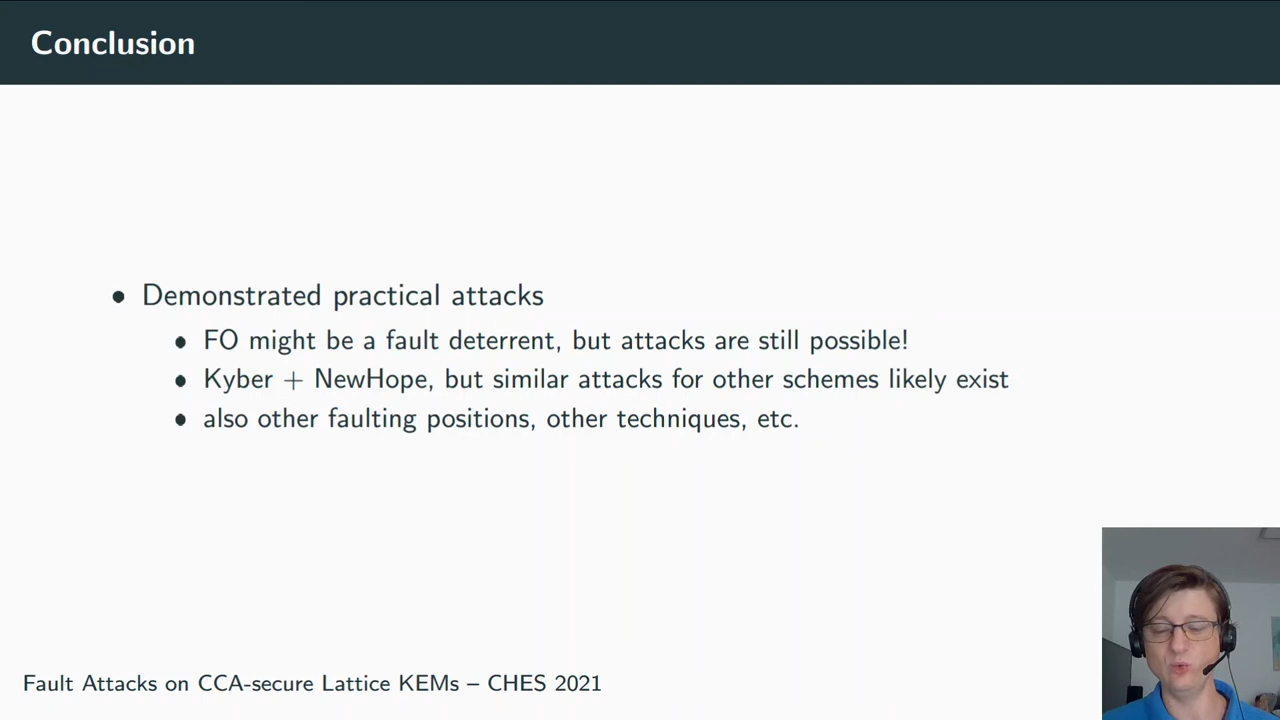 Conclusion
• Demonstrated practical attacks
• FO might be a fault deterrent, but attacks are still possible!
• Kyber + NewHope, but similar attacks for other schemes likely exist
• also other faulting positions, other techniques, etc.
Fault Attacks on CCA-secure Lattice KEMs – CHES 2021